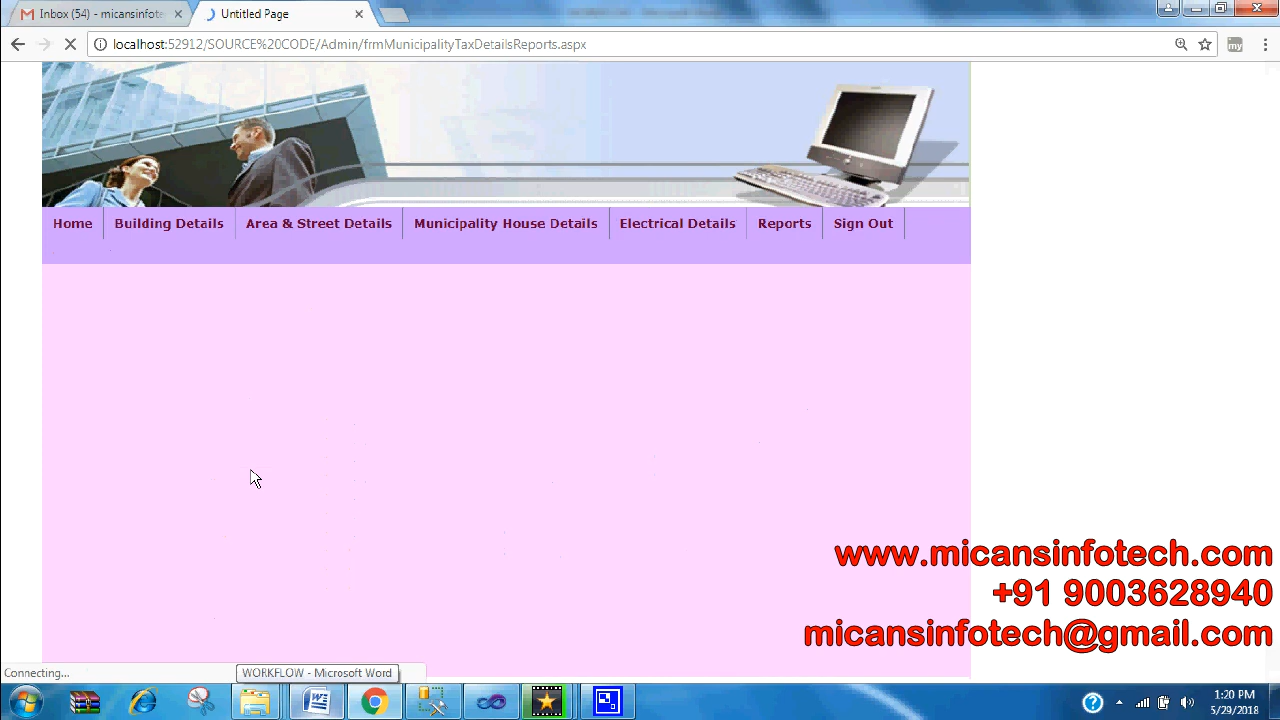 Inbox (54) - micansinfote
Untitled Page
localhost:52912/SOURCE%20CODE/Admin/frmMunicipalityTaxDetailsReports.aspx
my
Home
Building Details
Area & Street Details
Municipality House Details
Electrical Details
Reports
Sign Out
www.micansinfotech.com
+91 9003628940
micansinfotech@gmail.com
Connecting...
WORKFLOW - Microsoft Word
1:20 PM
5/29/2018